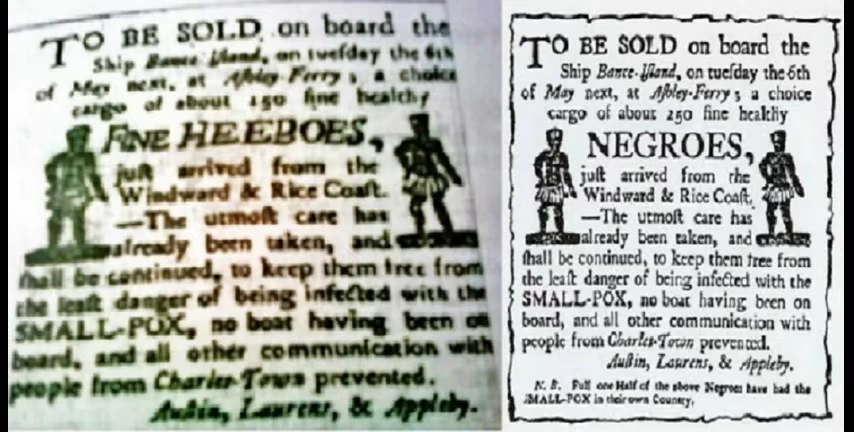 TO BE SOLD on board the
Ship Bance-Iſland, on tueſday the 6th
of May next, at Aſhley-Ferry; a choice
cargo of about 250 fine healthy
FINE HEEBOES,
juſt arrived from the
Windward & Rice Coaſt.
—The utmoſt care has
already been taken, and
ſhall be continued, to keep them free from
the leaſt danger of being infected with the
SMALL-POX, no boat having been on
board, and all other communication with
people from Charles-Town prevented.
Auſtin, Laurens, & Appleby.
TO BE SOLD on board the
Ship Bance-Iſland, on tueſday the 6th
of May next, at Aſhley-Ferry; a choice
cargo of about 250 fine healthy
NEGROES,
juſt arrived from the
Windward & Rice Coaſt.
—The utmoſt care has
already been taken, and
ſhall be continued, to keep them free from
the leaſt danger of being infected with the
SMALL-POX, no boat having been on
board, and all other communication with
people from Charles-Town prevented.
Auſtin, Laurens, & Appleby.
N. B. Full one Half of the above Negroes have had the
SMALL-POX in their own Country.